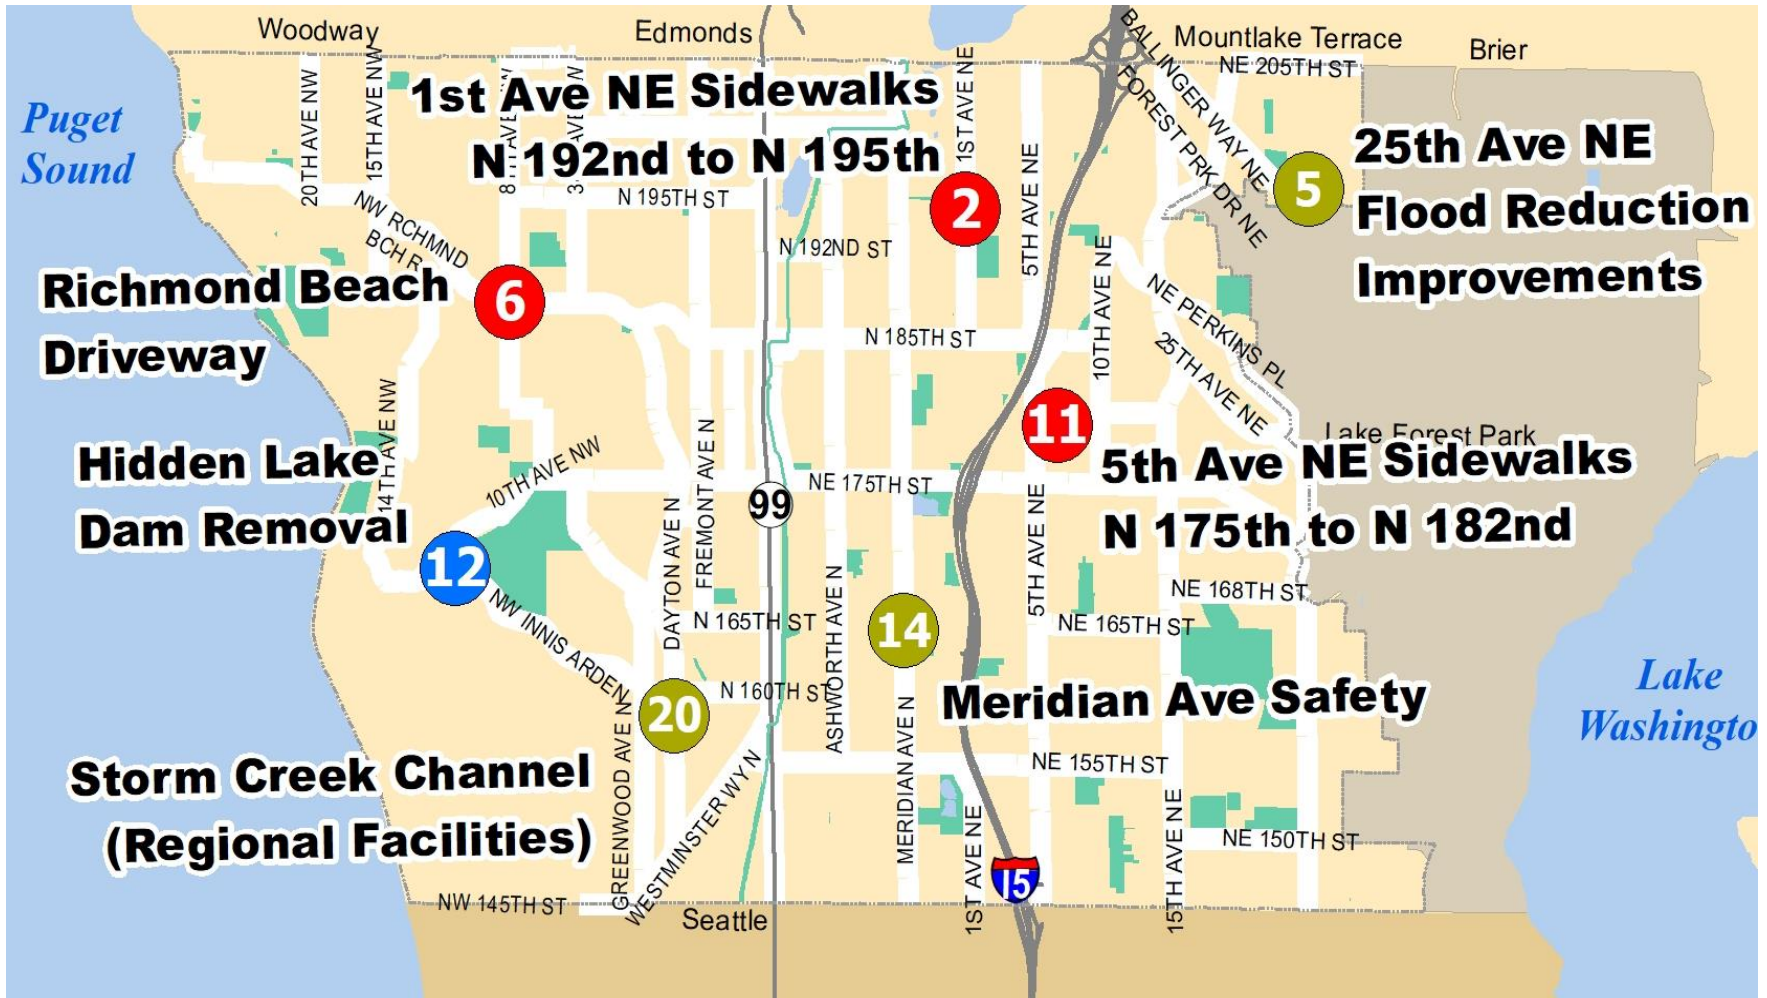 Woodway
Edmonds
Mountlake Terrace
Brier
NE 205TH ST
BALLINGER WAY NE
FOREST PRK DR NE
Puget
Sound
20TH AVE NW
15TH AVE NW
1st Ave NE Sidewalks
N 192nd to N 195th
1ST AVE NE
5TH AVE NE
2
5
25th Ave NE
Flood Reduction
Improvements
N 195TH ST
N 192ND ST
NW RCHMND
BCH R
Richmond Beach
Driveway
6
N 185TH ST
10TH AVE NE
NE PERKINS PL
25TH AVE NE
11
Lake Forest Park
5th Ave NE Sidewalks
N 175th to N 182nd
14TH AVE NW
Hidden Lake
Dam Removal
12
10TH AVE NW
FREMONT AVE N
DAYTON AVE N
99
NE 175TH ST
5TH AVE NE
NE 168TH ST
NE 165TH ST
N 165TH ST
14
NW INNIS ARDEN
N 160TH ST
ASHWORTH AVE N
20
Meridian Ave Safety
Lake
Washingto
Storm Creek Channel
(Regional Facilities)
GREENWOOD AVE N
WESTMINSTER WY N
MERIDIAN AVE N
NE 155TH ST
1ST AVE NE
15TH AVE NE
NE 150TH ST
15
NW 145TH ST
Seattle